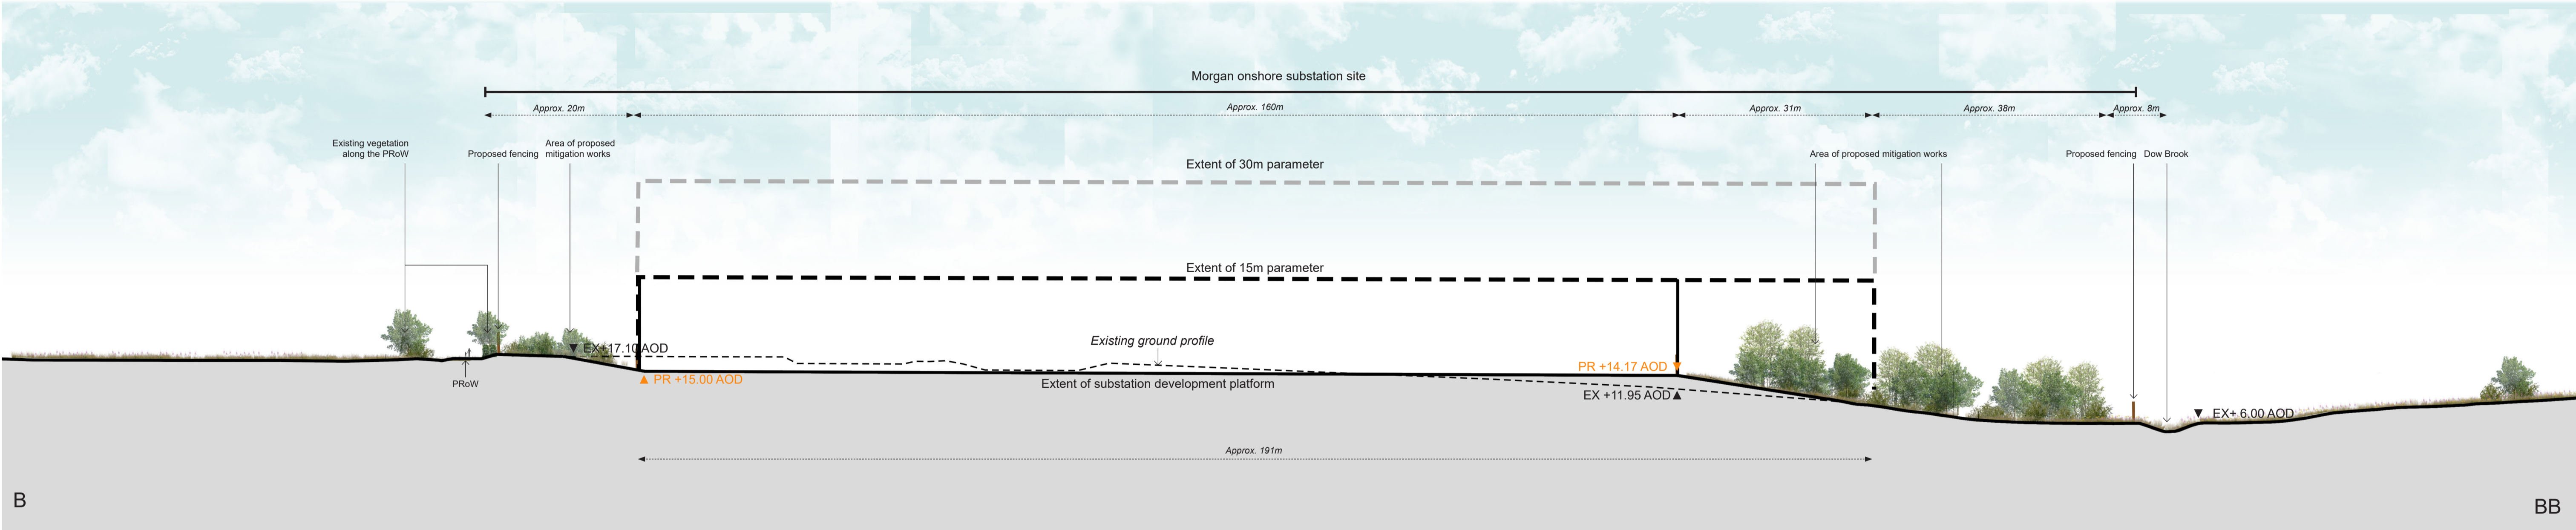 Morgan onshore substation site
Approx. 20m
Approx. 160m
Approx. 31m
Approx. 38m
Approx. 8m
Existing vegetation
along the PRoW
Proposed fencing
Area of proposed
mitigation works
Area of proposed mitigation works
Proposed fencing
Dow Brook
Extent of 30m parameter
Extent of 15m parameter
Existing ground profile
EX+17.10 AOD
PR +15.00 AOD
PRoW
Extent of substation development platform
PR +14.17 AOD
EX +11.95 AOD
EX+ 6.00 AOD
Approx. 191m
B
BB